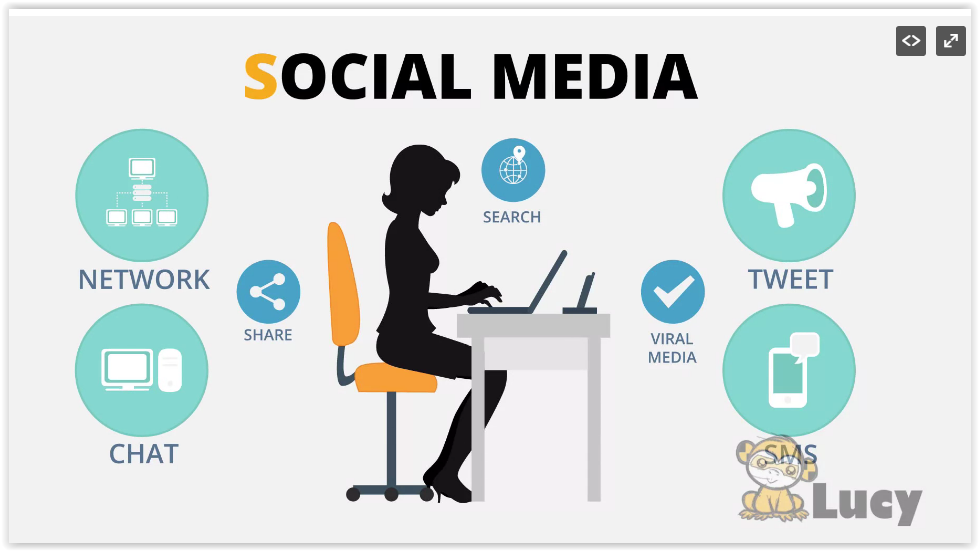 SOCIAL MEDIA
SEARCH
NETWORK
TWEET
SHARE
VIRAL
MEDIA
CHAT
SMS
Lucy